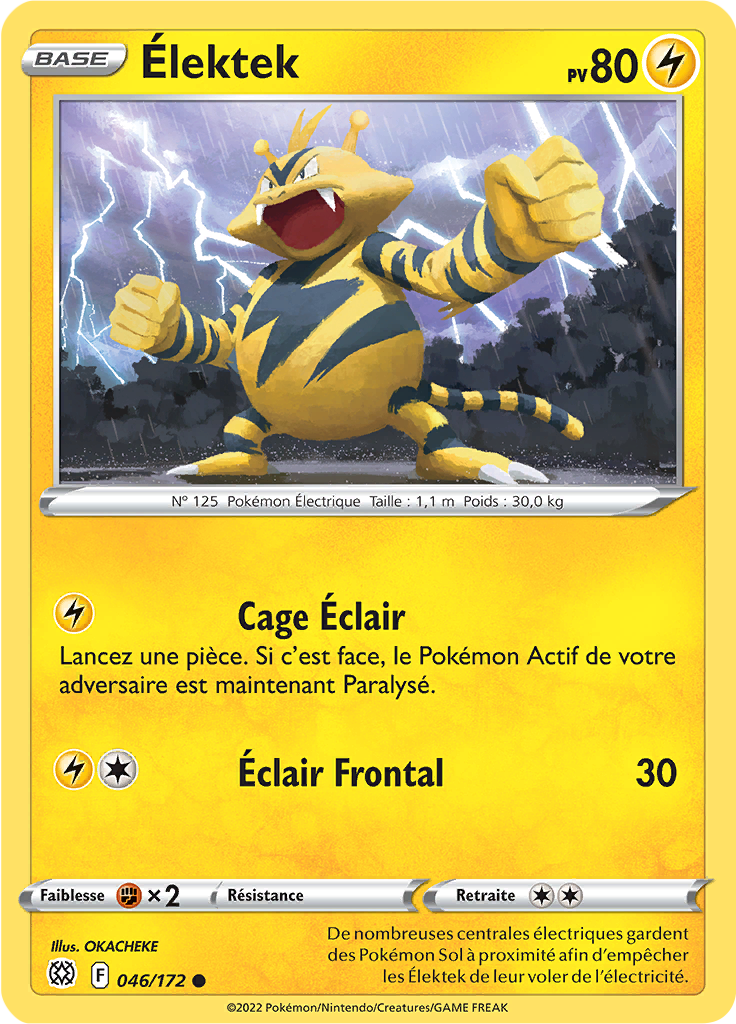 BASE
Élektek
PV 80
N° 125 Pokémon Électrique Taille : 1,1 m Poids : 30,0 kg
Cage Éclair
Lancez une pièce. Si c'est face, le Pokémon Actif de votre
adversaire est maintenant Paralysé.
Éclair Frontal 30
Faiblesse ×2 Résistance Retraite
Illus. OKACHEKE
F 046/172
De nombreuses centrales électriques gardent
des Pokémon Sol à proximité afin d'empêcher
les Élektek de leur voler de l'électricité.
©2022 Pokémon/Nintendo/Creatures/GAME FREAK